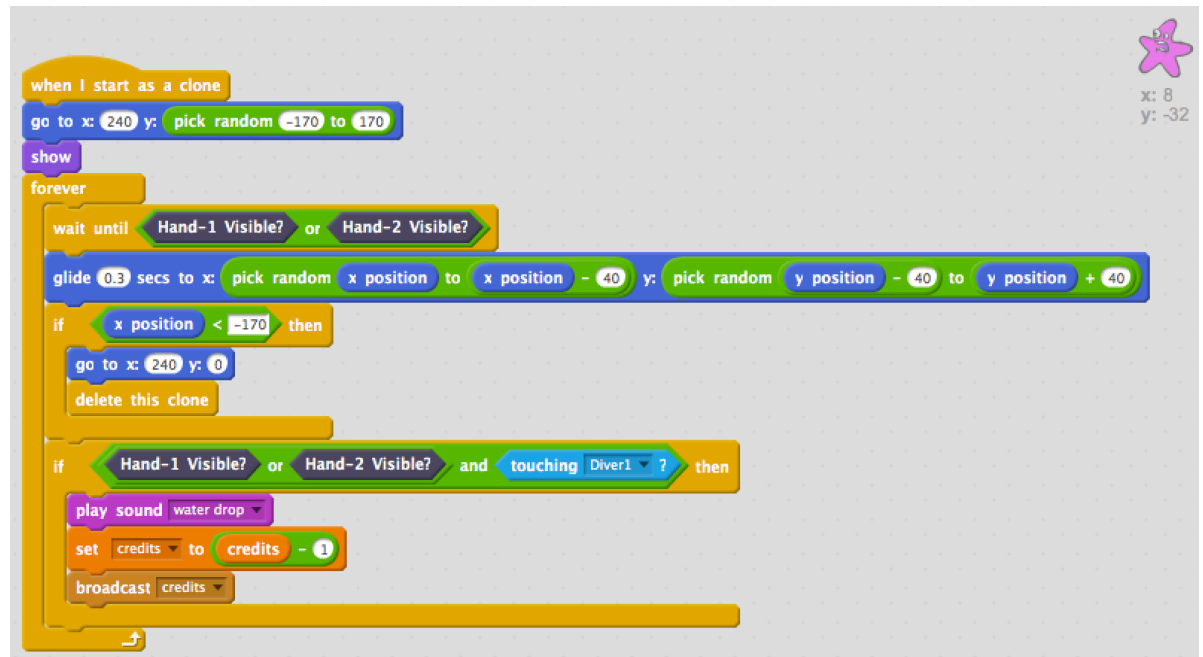 when I start as a clone
go to x: 240 y: pick random -170 to 170
show
forever
wait until Hand-1 Visible? or Hand-2 Visible?
glide 0.3 secs to x: pick random x position to x position - 40 y: pick random y position - 40 to y position + 40
if x position < -170 then
go to x: 240 y: 0
delete this clone
if Hand-1 Visible? or Hand-2 Visible? and touching Diver1 ? then
play sound water drop
set credits to credits - 1
broadcast credits
x: 8
y: -32